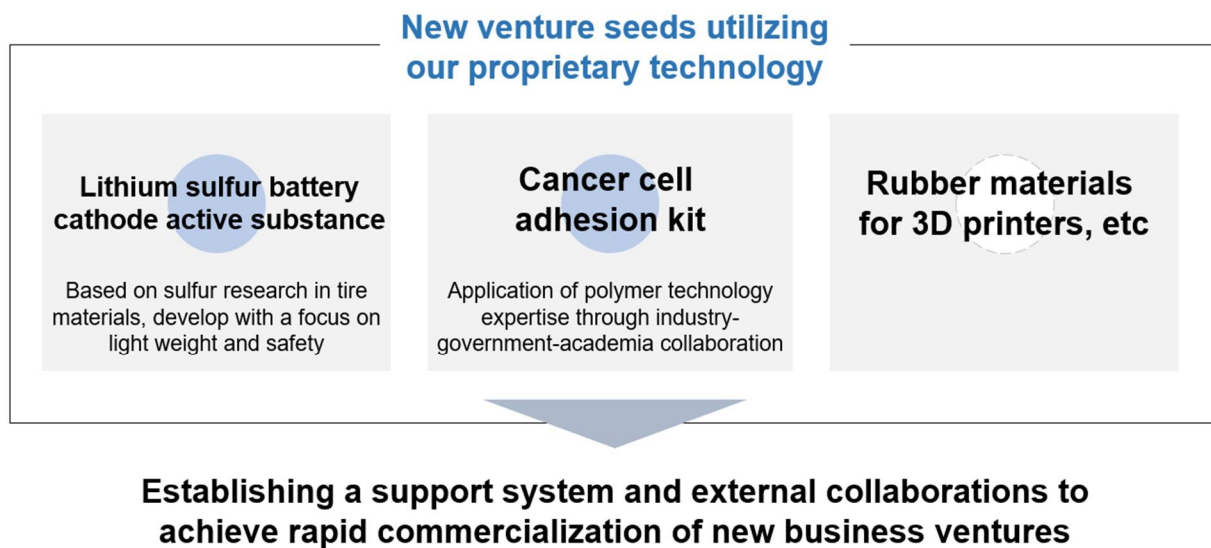 New venture seeds utilizing
our proprietary technology
Lithium sulfur battery
cathode active substance
Based on sulfur research in tire
materials, develop with a focus on
light weight and safety
Cancer cell
adhesion kit
Application of polymer technology
expertise through industry-
government-academia collaboration
Rubber materials
for 3D printers, etc
Establishing a support system and external collaborations to
achieve rapid commercialization of new business ventures